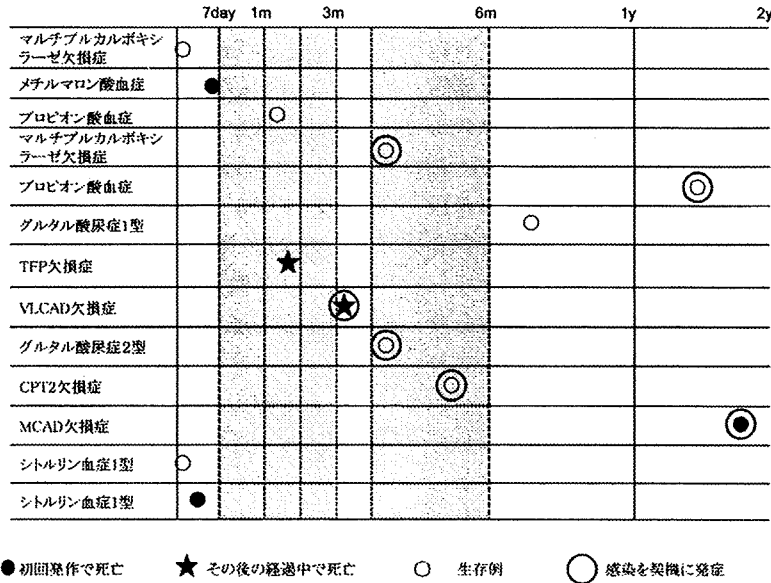 7day 1m 3m 6m 1y 2y
マルチプルカルボキシ
ラーゼ欠損症
メチルマロン酸血症
プロピオン酸血症
マルチプルカルボキシ
ラーゼ欠損症
プロピオン酸血症
グルタル酸尿症1型
TFP欠損症
VLCAD欠損症
グルタル酸尿症2型
CPT2欠損症
MCAD欠損症
シトルリン血症1型
シトルリン血症1型
初回発作で死亡 その後の経過中で死亡 生存例 感染を契機に発症